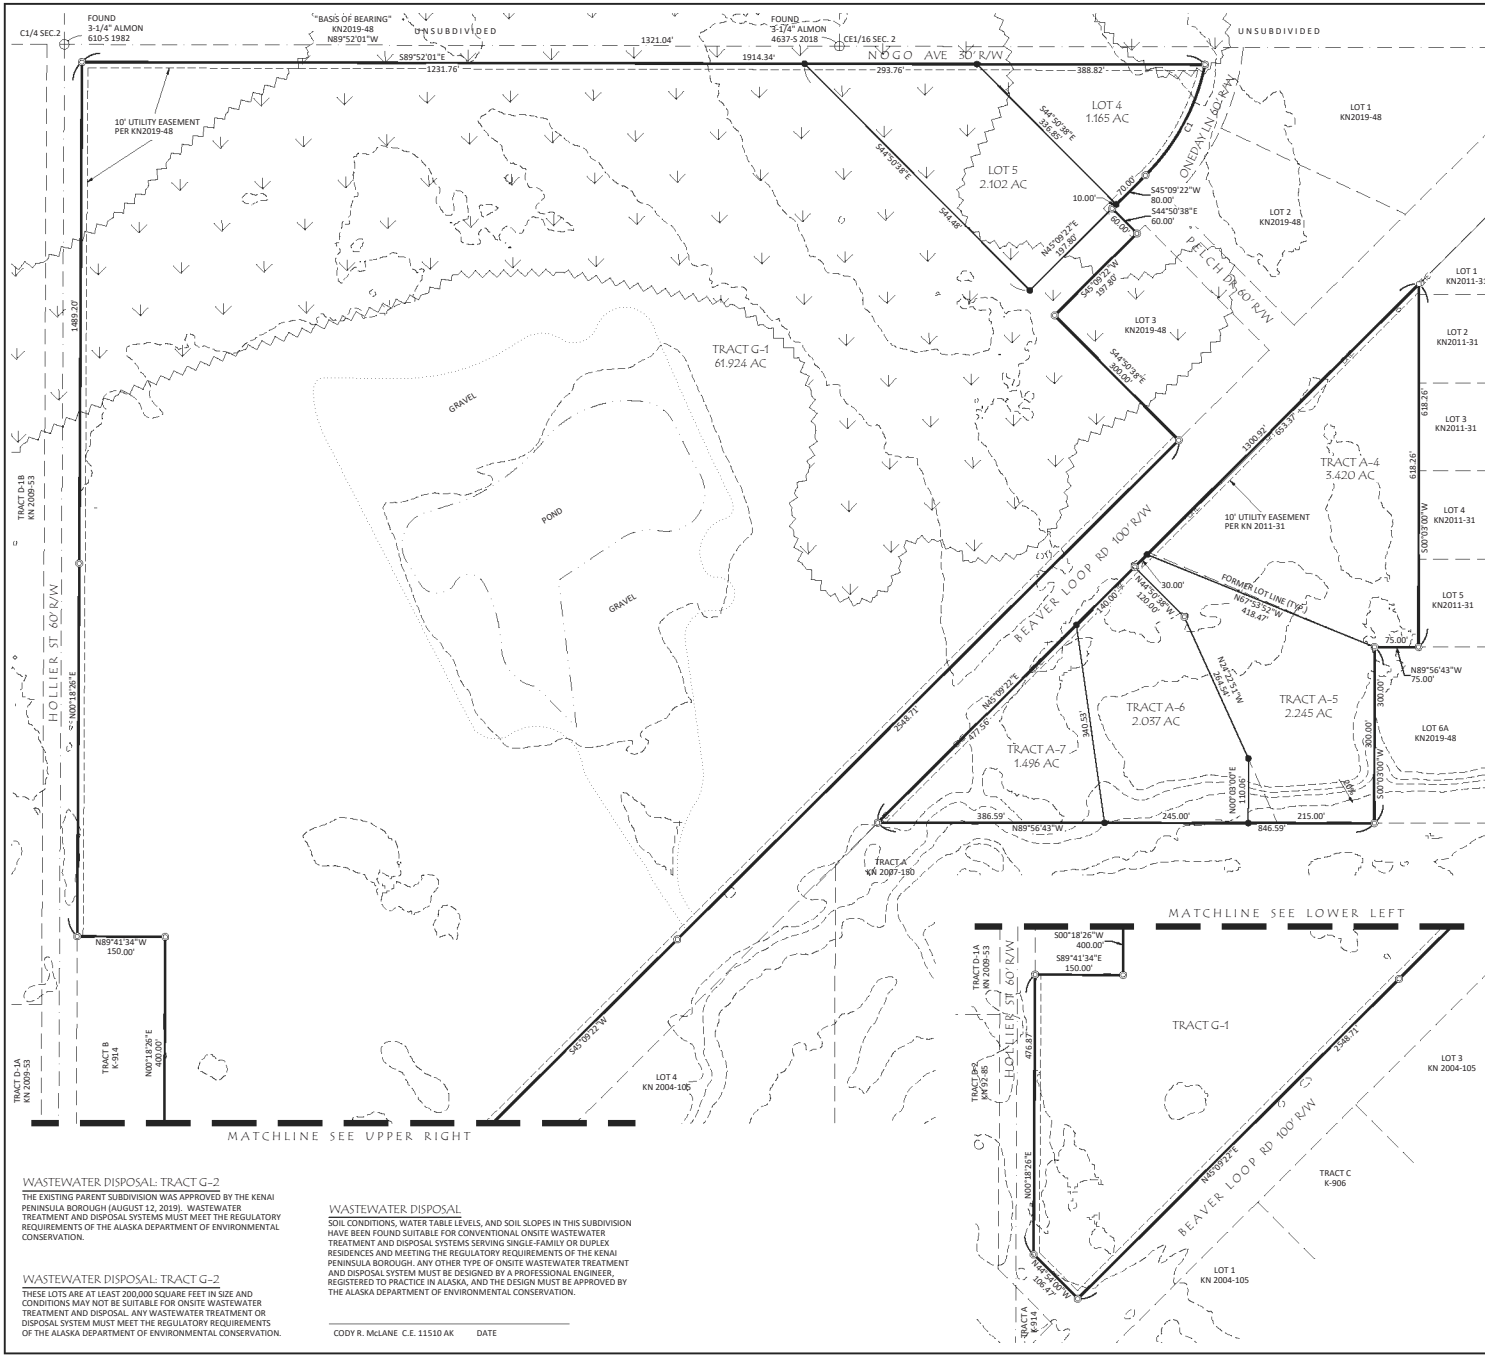 C1/4 SEC.2
FOUND
3-1/4" ALMON
610-S 1982
"BASIS OF BEARING"
KN2019-48
N89°52'01"W
UNSUBDIVIDED
1321.04'
FOUND
3-1/4" ALMON
4637-S 2018
CE1/16 SEC. 2
UNSUBDIVIDED
S89°52'01"E
1231.76'
1914.34'
NOGO AVE 30' R/W
293.76'
388.82'
10' UTILITY EASEMENT
PER KN2019-48
LOT 4
1.165 AC
S44°50'38"E
336.85'
C1
ONEDAY LN 60' R/W
LOT 1
KN2019-48
S44°50'38"E
544.48'
LOT 5
2.102 AC
10.00'
70.00'
S45°09'22"W
80.00'
S44°50'38"E
60.00'
60.00'
LOT 2
KN2019-48
N45°09'22"E
197.80'
S45°09'22"W
197.80'
PELCH DR 60' R/W
LOT 1
KN2011-31
1489.20'
LOT 3
KN2019-48
LOT 2
KN2011-31
TRACT G-1
61.924 AC
S44°50'38"E
300.00'
GRAVEL
618.26'
LOT 3
KN2011-31
1300.92'
653.37'
TRACT A-4
3.420 AC
618.26'
TRACT D-1B
KN 2009-53
POND
10' UTILITY EASEMENT
PER KN 2011-31
LOT 4
KN2011-31
S00°03'00"W
BEAVER LOOP RD 100' R/W
GRAVEL
HOLLIER ST 60' R/W
N00°18'26"E
140.00'
N44°50'38"W
120.00'
30.00'
FORMER LOT LINE (TYP.)
N67°53'52"W
418.47'
LOT 5
KN2011-31
75.00'
N89°56'43"W
75.00'
N45°09'22"E
477.56'
2548.71'
N24°22'51"W
264.54'
TRACT A-6
2.037 AC
TRACT A-5
2.245 AC
300.00'
300.00'
S00°03'00"W
LOT 6A
KN2019-48
340.53'
TRACT A-7
1.496 AC
N00°03'00"E
110.06'
386.59'
N89°56'43"W
245.00'
846.59'
215.00'
TRACT A
KN 2007-130
N89°41'34"W
150.00'
MATCHLINE SEE LOWER LEFT
S00°18'26"W
400.00'
S89°41'34"E
150.00'
TRACT D-1A
KN 2009-53
HOLLIER ST 60' R/W
TRACT G-1
476.87'
2548.71'
S45°09'22"W
TRACT B
K-914
N00°18'26"E
400.00'
TRACT D-1A
KN 2009-53
LOT 4
KN 2004-105
KN 92-85
LOT 3
KN 2004-105
MATCHLINE SEE UPPER RIGHT
N00°18'26"E
N45°09'22"E
BEAVER LOOP RD 100' R/W
TRACT C
K-906
N44°54'00"W
106.47'
LOT 1
KN 2004-105
TRACT A
K-914
WASTEWATER DISPOSAL: TRACT G-2
THE EXISTING PARENT SUBDIVISION WAS APPROVED BY THE KENAI
PENINSULA BOROUGH (AUGUST 12, 2019). WASTEWATER
TREATMENT AND DISPOSAL SYSTEMS MUST MEET THE REGULATORY
REQUIREMENTS OF THE ALASKA DEPARTMENT OF ENVIRONMENTAL
CONSERVATION.
WASTEWATER DISPOSAL: TRACT G-2
THESE LOTS ARE AT LEAST 200,000 SQUARE FEET IN SIZE AND
CONDITIONS MAY NOT BE SUITABLE FOR ONSITE WASTEWATER
TREATMENT AND DISPOSAL. ANY WASTEWATER TREATMENT OR
DISPOSAL SYSTEM MUST MEET THE REGULATORY REQUIREMENTS
OF THE ALASKA DEPARTMENT OF ENVIRONMENTAL CONSERVATION.
WASTEWATER DISPOSAL
SOIL CONDITIONS, WATER TABLE LEVELS, AND SOIL SLOPES IN THIS SUBDIVISION
HAVE BEEN FOUND SUITABLE FOR CONVENTIONAL ONSITE WASTEWATER
TREATMENT AND DISPOSAL SYSTEMS SERVING SINGLE-FAMILY OR DUPLEX
RESIDENCES AND MEETING THE REGULATORY REQUIREMENTS OF THE KENAI
PENINSULA BOROUGH. ANY OTHER TYPE OF ONSITE WASTEWATER TREATMENT
AND DISPOSAL SYSTEM MUST BE DESIGNED BY A PROFESSIONAL ENGINEER,
REGISTERED TO PRACTICE IN ALASKA, AND THE DESIGN MUST BE APPROVED BY
THE ALASKA DEPARTMENT OF ENVIRONMENTAL CONSERVATION.
CODY R. McLANE C.E. 11510 AK DATE